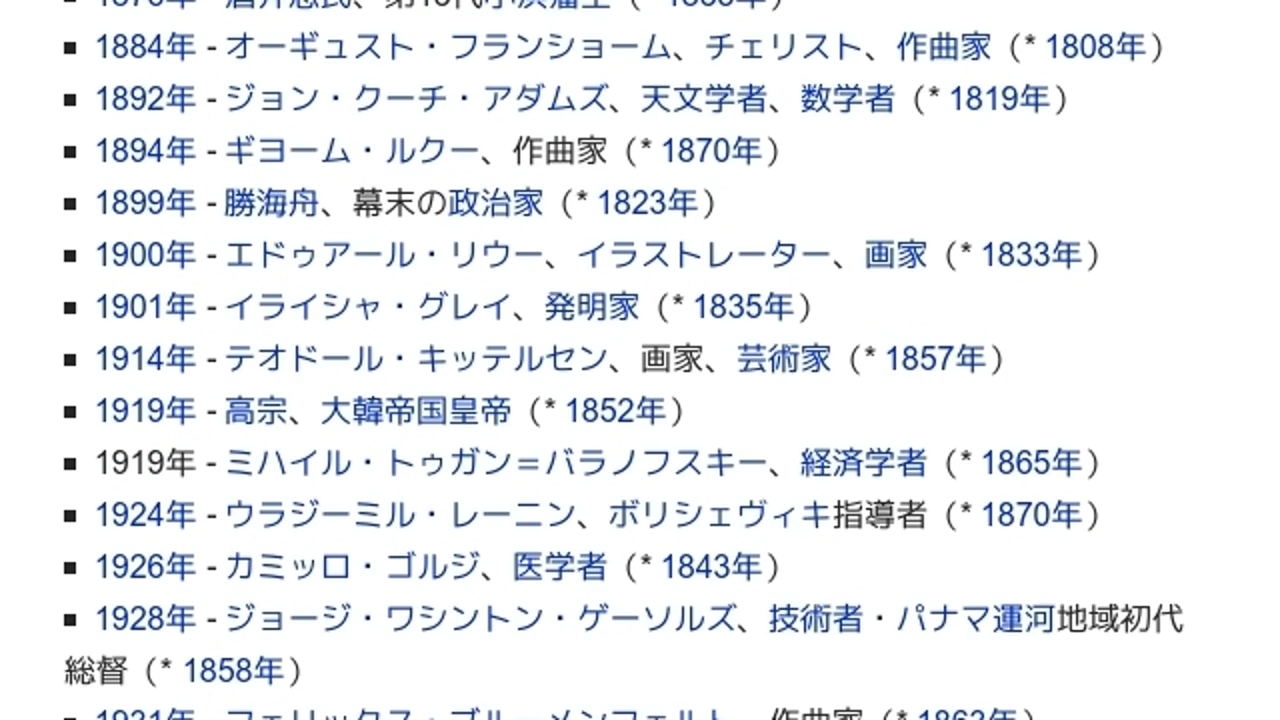 ■ 1884年 - オーギュスト・フランショーム、チェリスト、作曲家（* 1808年）
■ 1892年 - ジョン・クーチ・アダムズ、天文学者、数学者（* 1819年）
■ 1894年 - ギヨーム・ルクー、作曲家（* 1870年）
■ 1899年 - 勝海舟、幕末の政治家（* 1823年）
■ 1900年 - エドゥアール・リウー、イラストレーター、画家（* 1833年）
■ 1901年 - イライシャ・グレイ、発明家（* 1835年）
■ 1914年 - テオドール・キッテルセン、画家、芸術家（* 1857年）
■ 1919年 - 高宗、大韓帝国皇帝（* 1852年）
■ 1919年 - ミハイル・トゥガン＝バラノフスキー、経済学者（* 1865年）
■ 1924年 - ウラジーミル・レーニン、ボリシェヴィキ指導者（* 1870年）
■ 1926年 - カミッロ・ゴルジ、医学者（* 1843年）
■ 1928年 - ジョージ・ワシントン・ゲーソルズ、技術者・パナマ運河地域初代
総督（* 1858年）